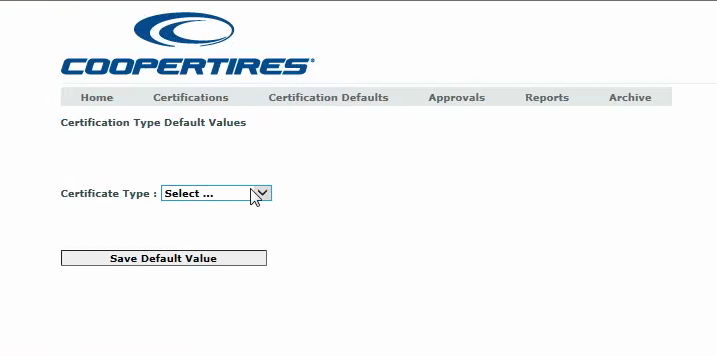 COOPERTIRES®
Home Certifications Certification Defaults Approvals Reports Archive
Certification Type Default Values
Certificate Type : Select ...
Save Default Value